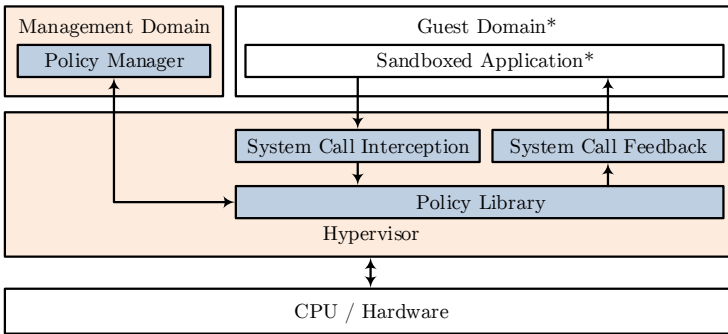 Management Domain
Policy Manager
Guest Domain*
Sandboxed Application*
System Call Interception
System Call Feedback
Policy Library
Hypervisor
CPU / Hardware